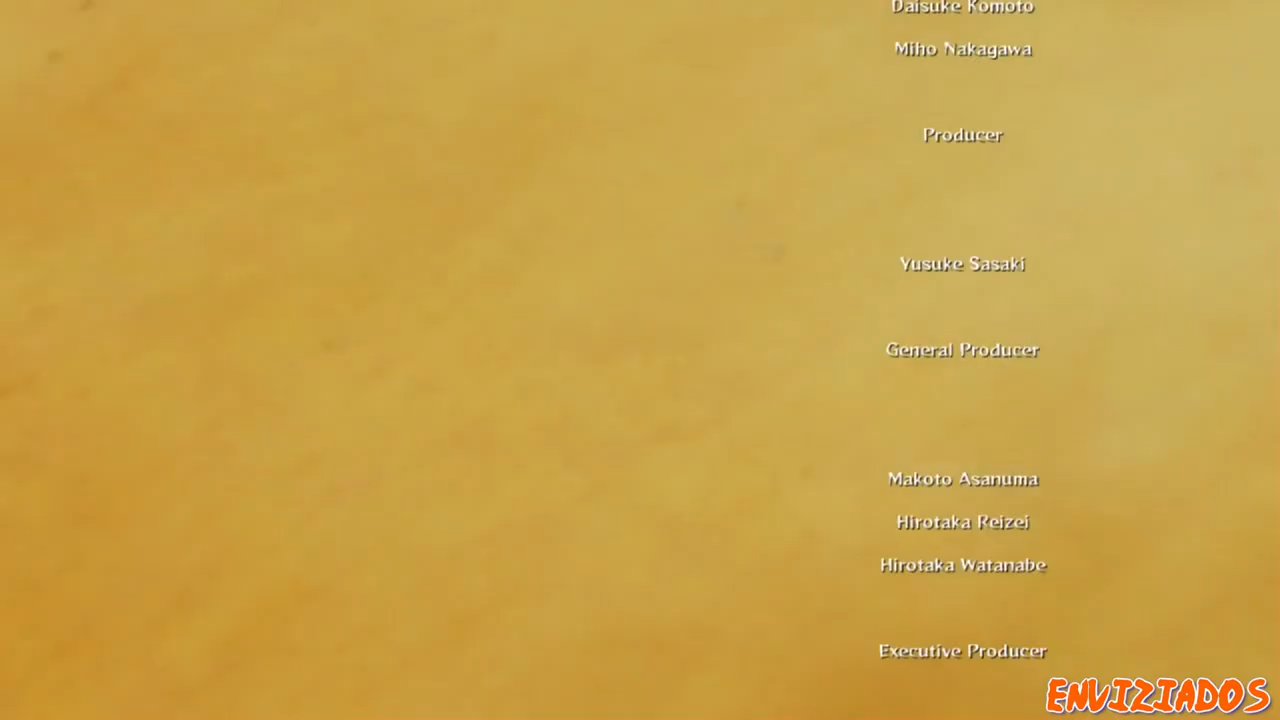 Daisuke Komoto
Miho Nakagawa
Producer
Yusuke Sasaki
General Producer
Makoto Asanuma
Hirotaka Reizei
Hirotaka Watanabe
Executive Producer
ENVIZIADOS